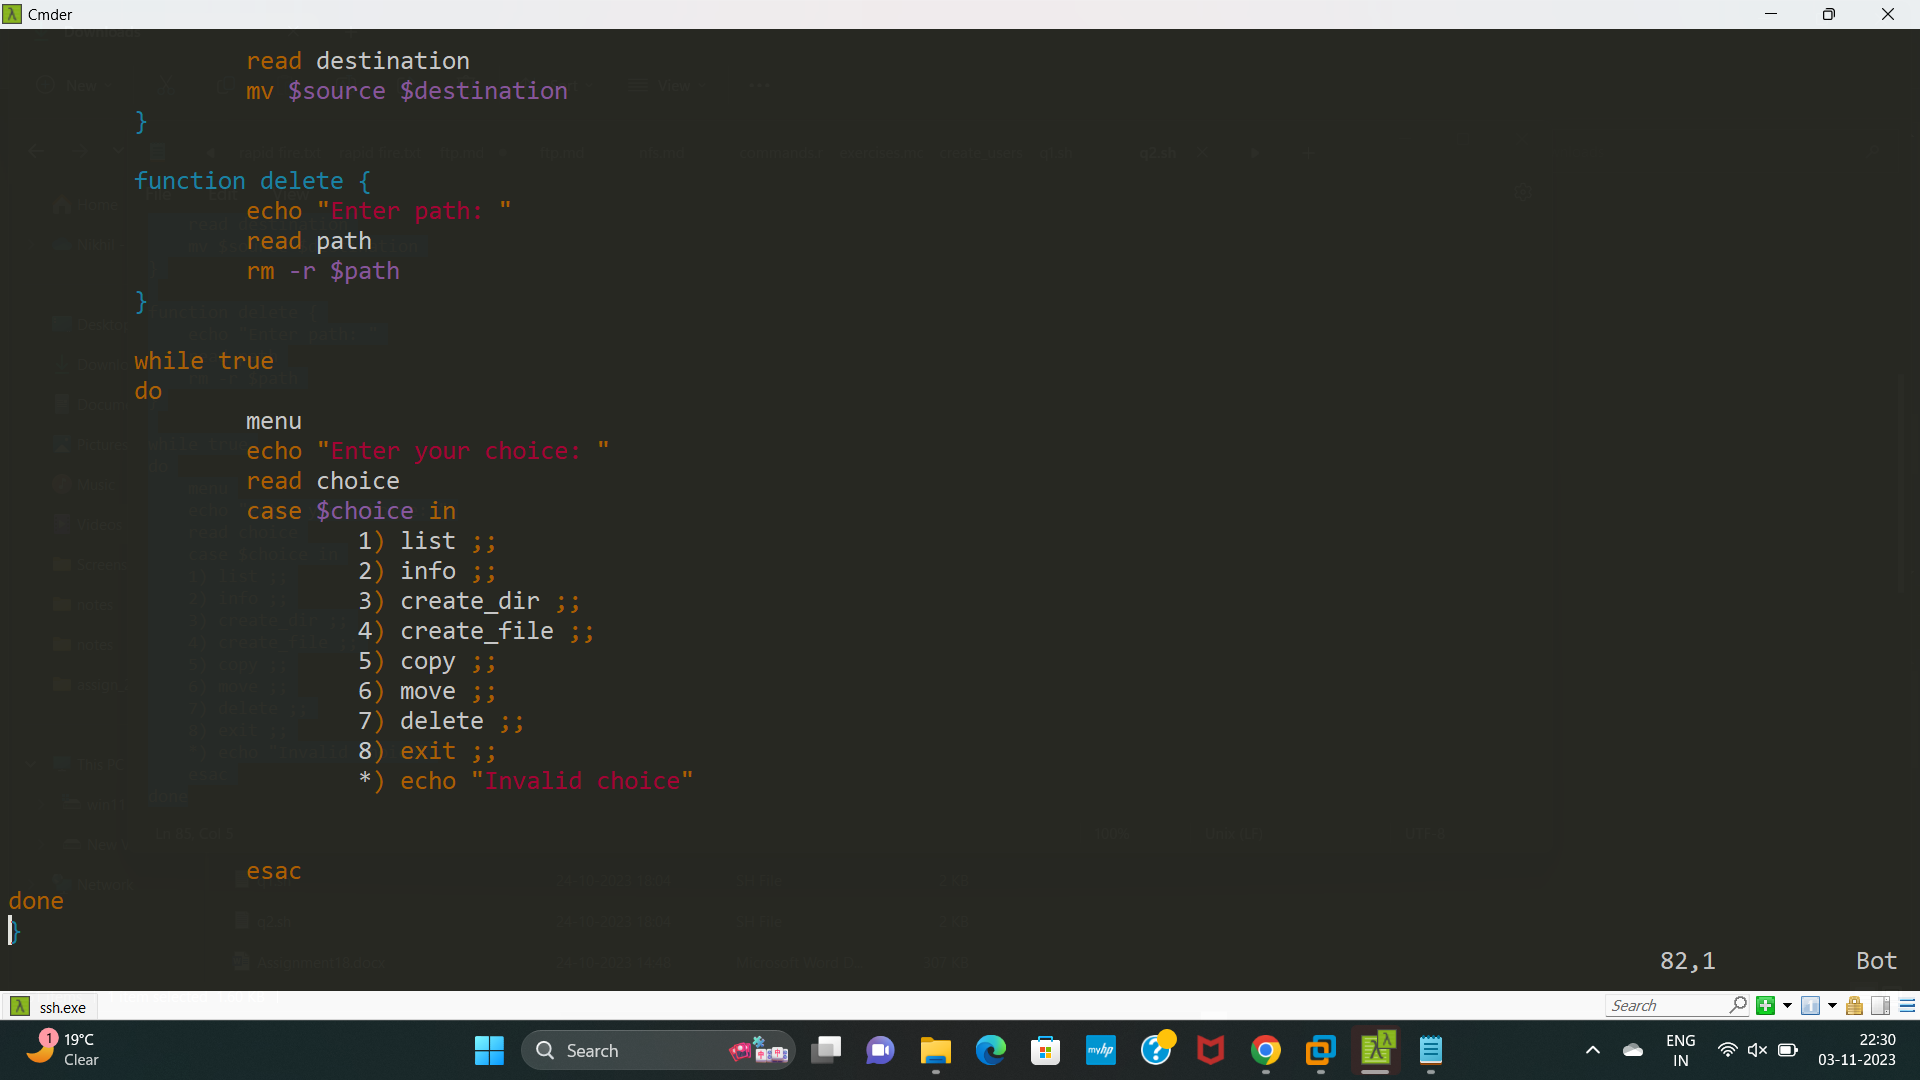 Cmder
read destination
mv $source $destination
}
function delete {
echo "Enter path: "
read path
rm -r $path
}
while true
do
menu
echo "Enter your choice: "
read choice
case $choice in
1) list ;;
2) info ;;
3) create_dir ;;
4) create_file ;;
5) copy ;;
6) move ;;
7) delete ;;
8) exit ;;
*) echo "Invalid choice"
esac
done
}
82,1 Bot
ssh.exe
Search
1
19°C
Clear
Search
myhp
ENG
IN
22:30
03-11-2023